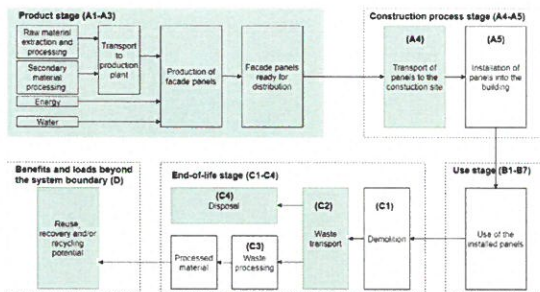 Product stage (A1-A3)
Raw material
extraction and
processing
Secondary
material
processing
Energy
Water
Transport
to
production
plant
Production of
facade panels
Facade panels
ready for
distribution
Construction process stage (A4-A5)
(A4)
Transport of
panels to the
constuction site
(A5)
Installation of
panels into the
building
Benefits and loads beyond
the system boundary (D)
Reuse,
recovery and/or
recycling
potential
End-of-life stage (C1-C4)
(C4)
Disposal
Processed
material
(C3)
Waste
processing
(C2)
Waste
transport
(C1)
Demolition
Use stage (B1-B7)
Use of the
installed panels